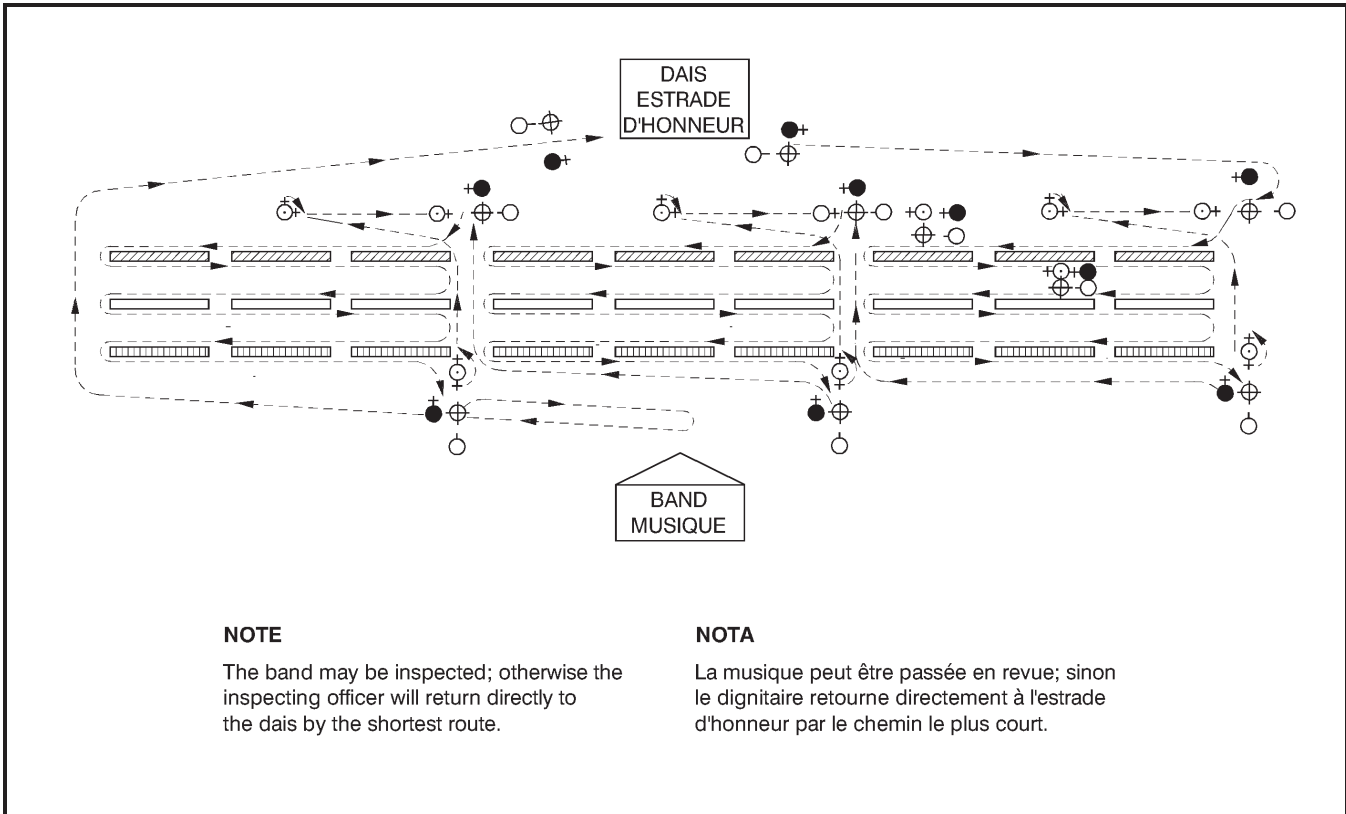 DAIS
ESTRADE
D'HONNEUR
BAND
MUSIQUE
NOTE
The band may be inspected; otherwise the
inspecting officer will return directly to
the dais by the shortest route.
NOTA
La musique peut être passée en revue; sinon
le dignitaire retourne directement à l'estrade
d'honneur par le chemin le plus court.